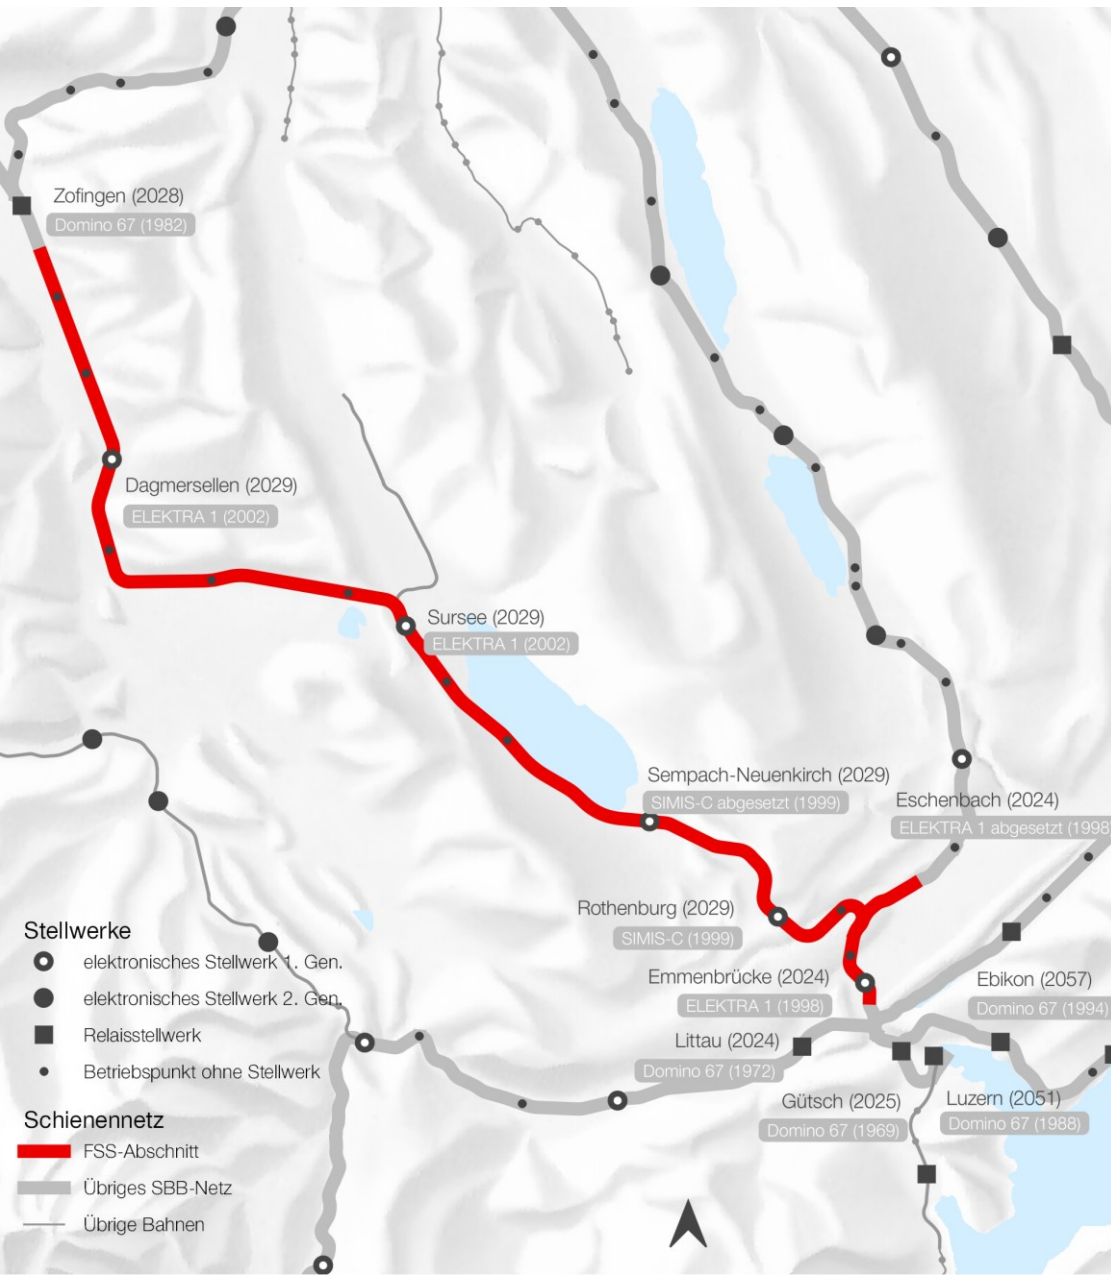 Zofingen (2028)
Domino 67 (1982)
Dagmersellen (2029)
ELEKTRA 1 (2002)
Sursee (2029)
ELEKTRA 1 (2002)
Sempach-Neuenkirch (2029)
SIMIS-C abgesetzt (1999)
Eschenbach (2024)
ELEKTRA 1 abgesetzt (1998
Rothenburg (2029)
SIMIS-C (1999)
Emmenbrücke (2024)
ELEKTRA 1 (1998)
Ebikon (2057)
Domino 67 (1994)
Littau (2024)
Domino 67 (1972)
Gütsch (2025)
Domino 67 (1969)
Luzern (2051)
Domino 67 (1988)
Stellwerke
elektronisches Stellwerk 1. Gen.
elektronisches Stellwerk 2. Gen.
Relaisstellwerk
Betriebspunkt ohne Stellwerk
Schienennetz
FSS-Abschnitt
Übriges SBB-Netz
Übrige Bahnen